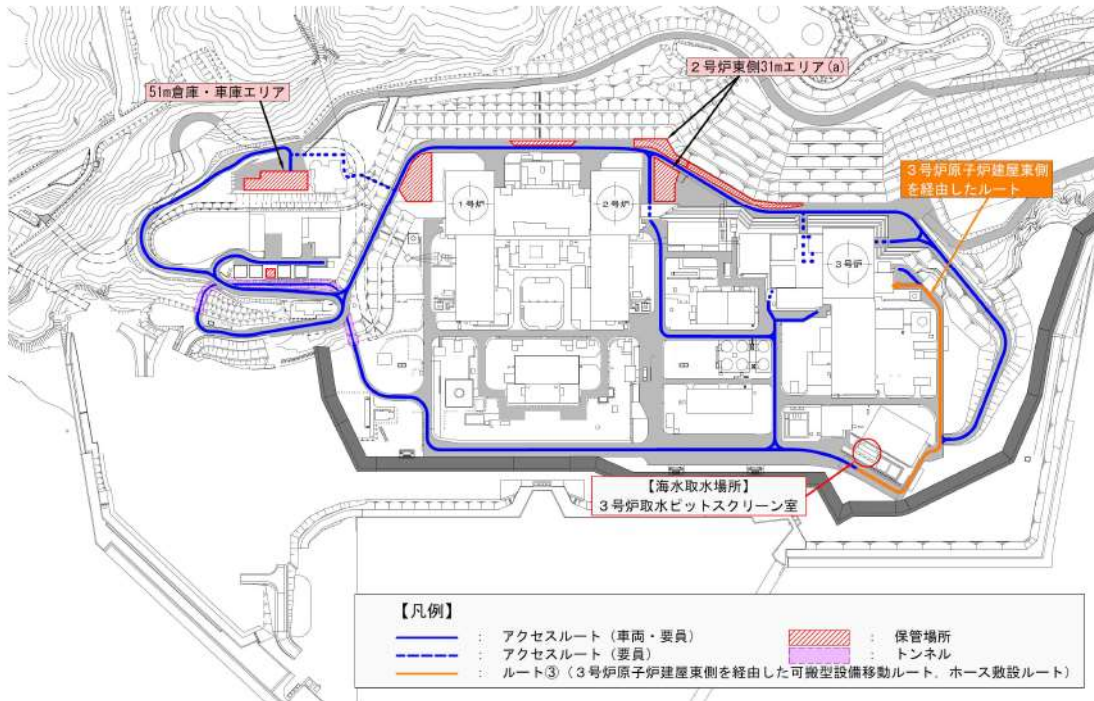 ２号炉東側31mエリア(a)
51m倉庫・車庫エリア
３号炉原子炉建屋東側
を経由したルート
１号炉
２号炉
３号炉
【海水取水場所】
３号炉取水ピットスクリーン室
【凡例】
： アクセスルート（車両・要員）
： 保管場所
： アクセスルート（要員）
： トンネル
： ルート③（３号炉原子炉建屋東側を経由した可搬型設備移動ルート，ホース敷設ルート）